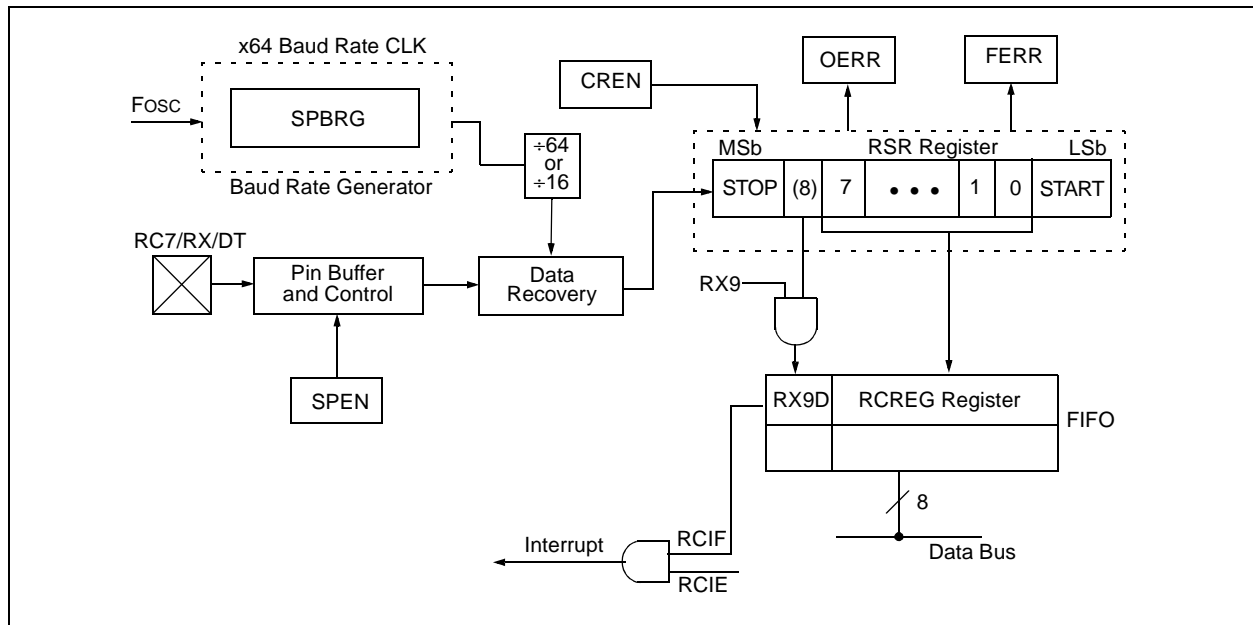 x64 Baud Rate CLK
FOSC
SPBRG
Baud Rate Generator
÷64
or
÷16
CREN
OERR
FERR
MSb
RSR Register
LSb
STOP
(8)
7
• • •
1
0
START
RC7/RX/DT
Pin Buffer
and Control
Data
Recovery
SPEN
RX9
RX9D
RCREG Register
FIFO
8
Data Bus
Interrupt
RCIF
RCIE